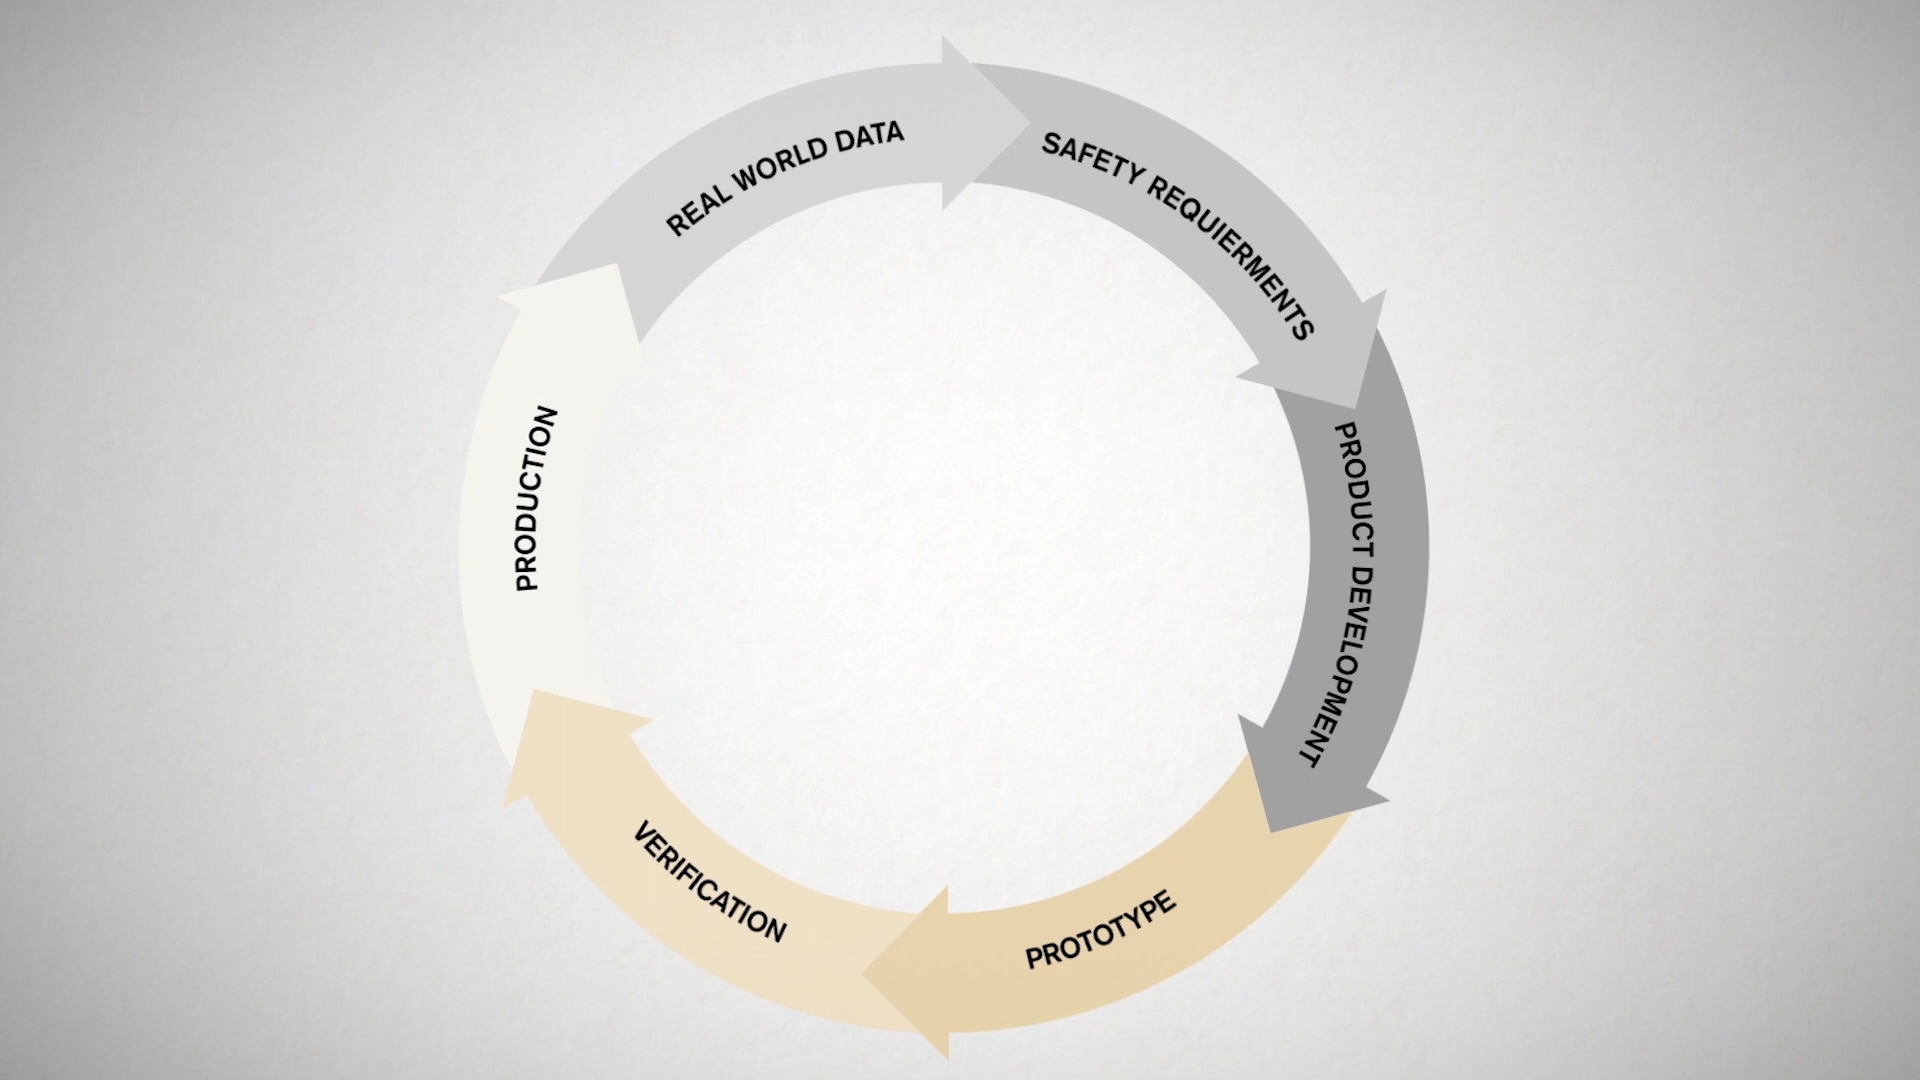 REAL WORLD DATA
SAFETY REQUIERMENTS
PRODUCT DEVELOPMENT
PROTOTYPE
VERIFICATION
PRODUCTION